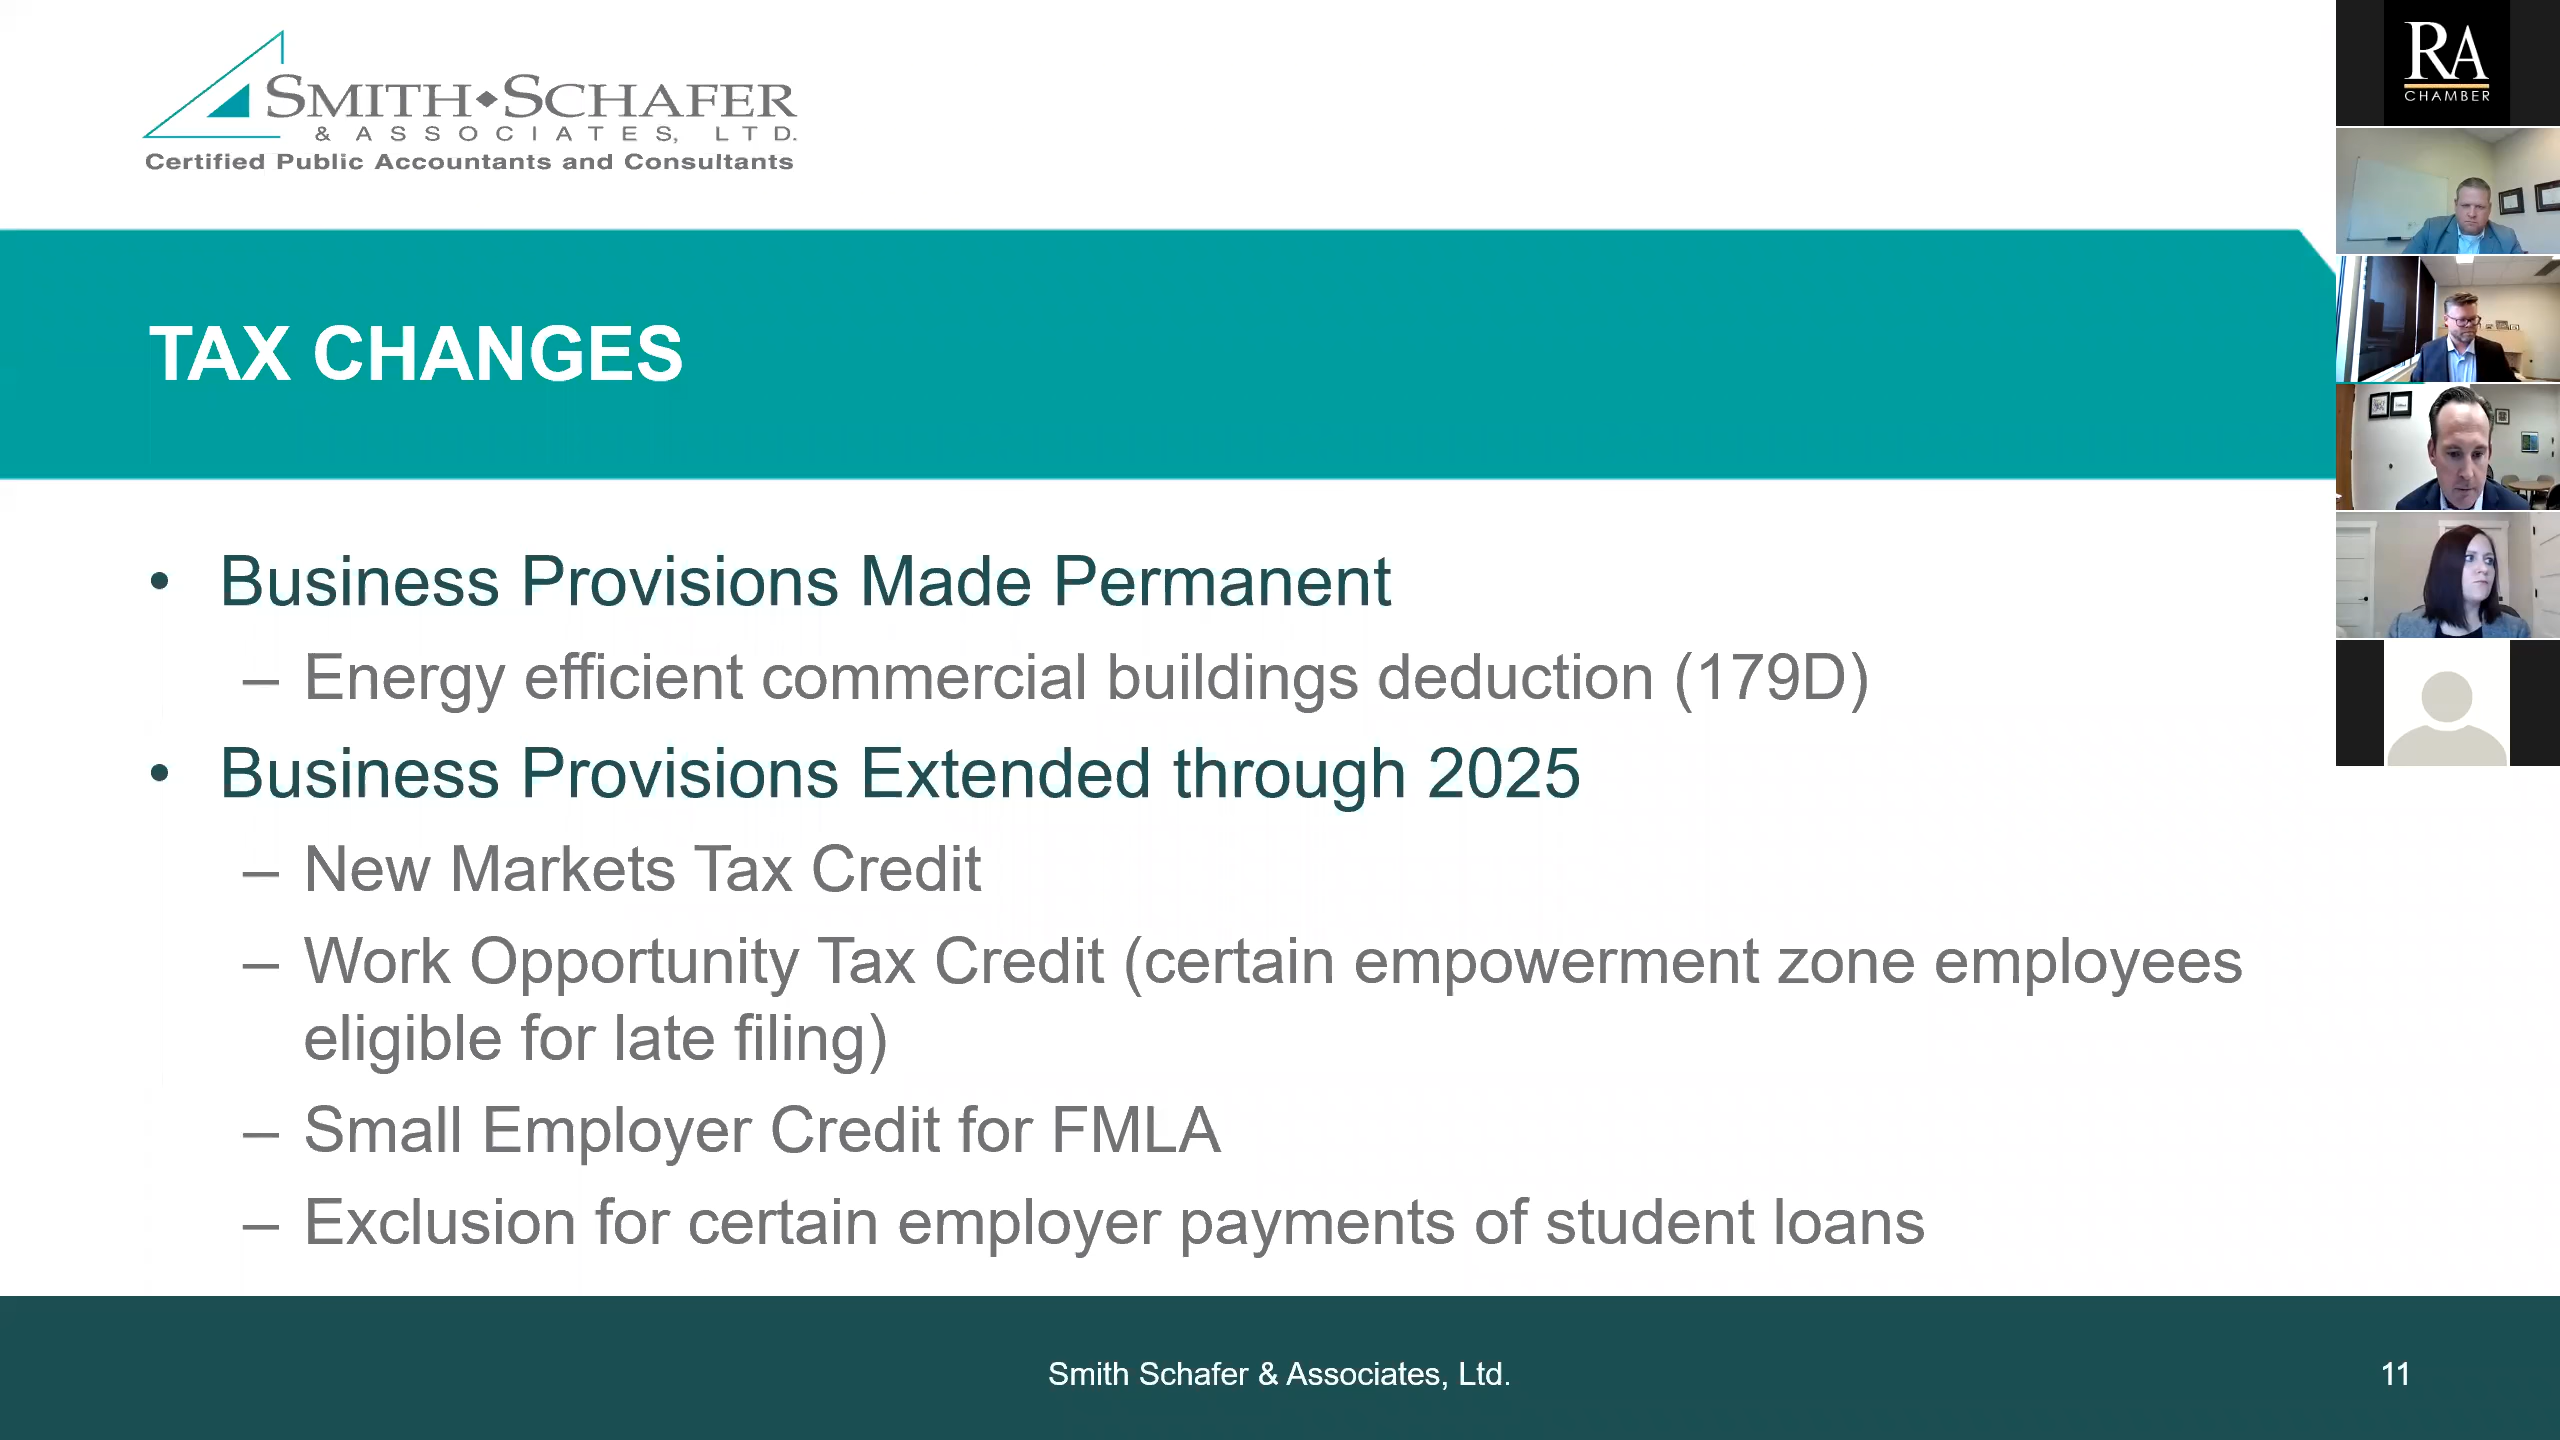 SMITH◆SCHAFER
& ASSOCIATES, LTD.
Certified Public Accountants and Consultants
RA
CHAMBER
TAX CHANGES
• Business Provisions Made Permanent
– Energy efficient commercial buildings deduction (179D)
• Business Provisions Extended through 2025
– New Markets Tax Credit
– Work Opportunity Tax Credit (certain empowerment zone employees
eligible for late filing)
– Small Employer Credit for FMLA
– Exclusion for certain employer payments of student loans
Smith Schafer & Associates, Ltd.
11